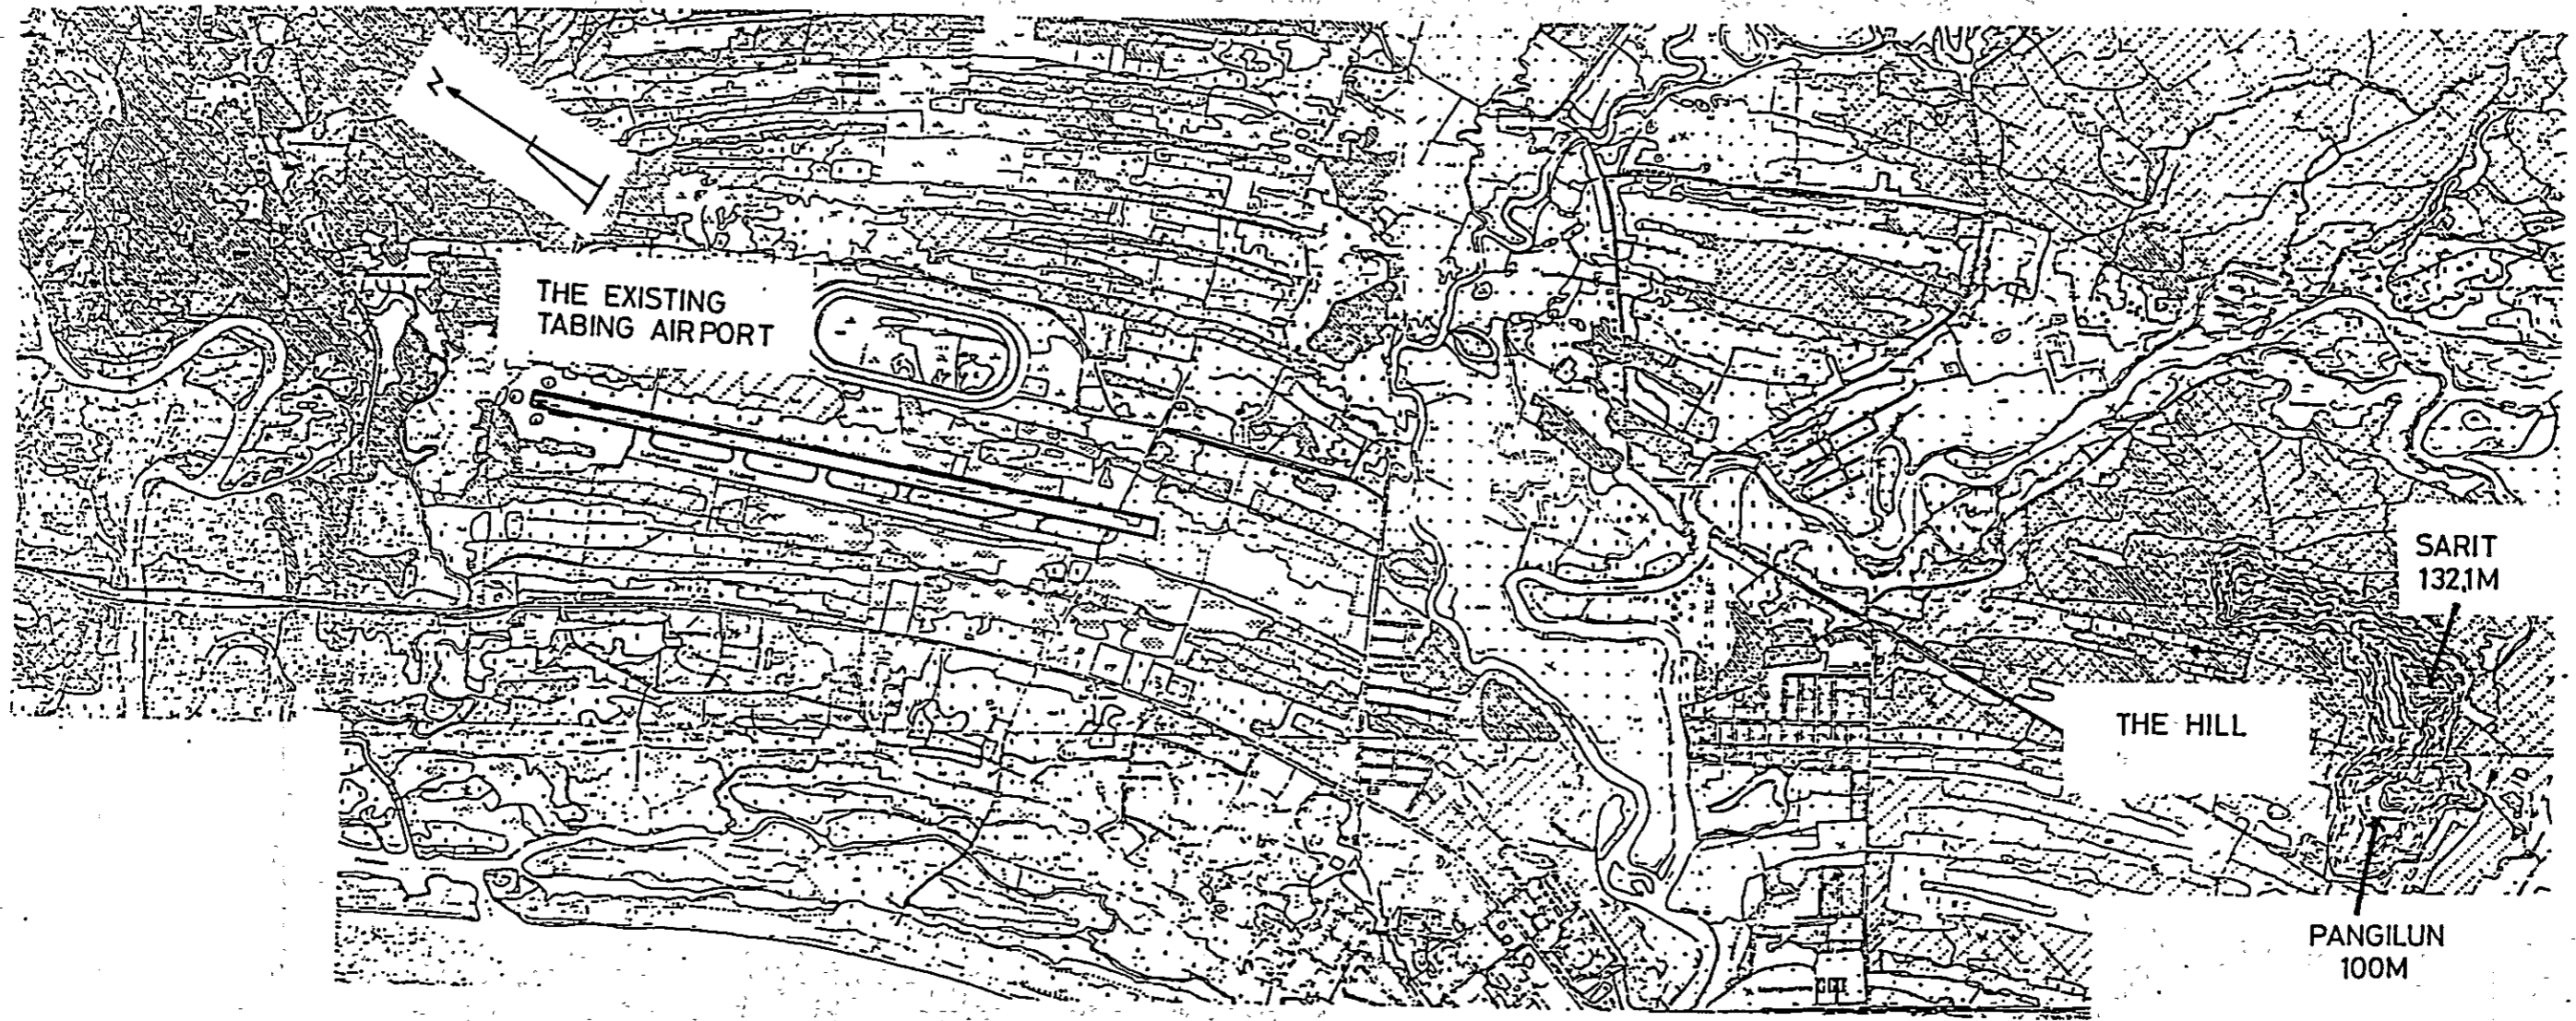 N
THE EXISTING
TABING AIRPORT
SARIT
132,1M
THE HILL
PANGILUN
100M